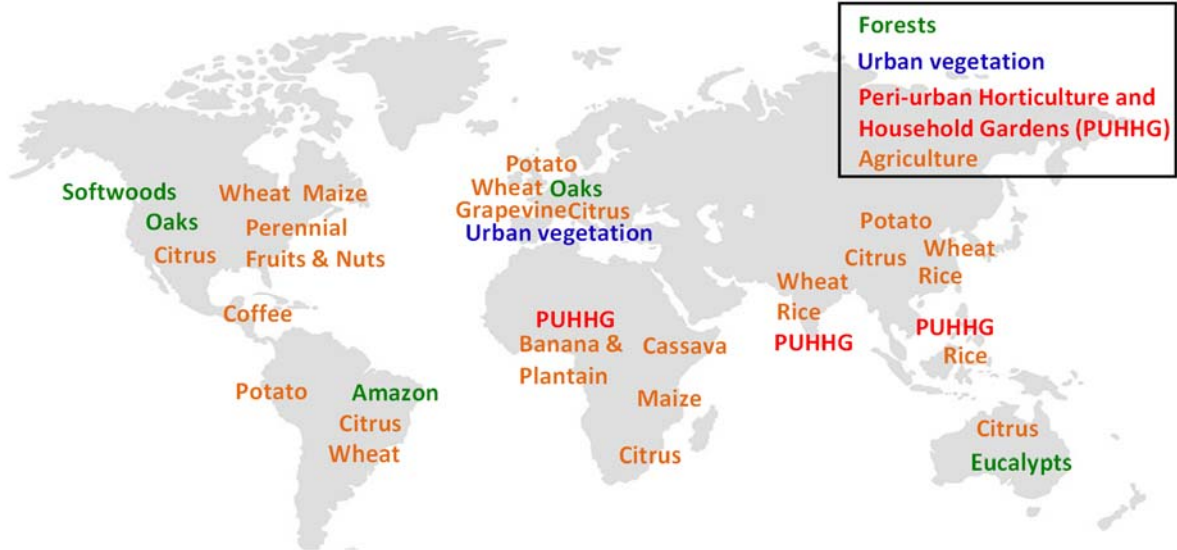 Forests
Urban vegetation
Peri-urban Horticulture and
Household Gardens (PUHHG)
Agriculture
Softwoods
Oaks
Citrus
Wheat Maize
Perennial
Fruits & Nuts
Coffee
Potato
Amazon
Citrus
Wheat
Potato
Wheat Oaks
Grapevine Citrus
Urban vegetation
PUHHG
Banana &
Plantain
Cassava
Maize
Citrus
Potato
Citrus
Wheat
Rice
Wheat
Rice
PUHHG
PUHHG
Rice
Citrus
Eucalypts